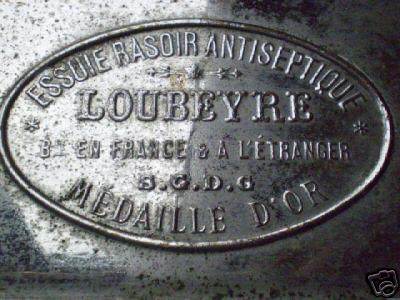 ESSUIE RASOIR ANTISEPTIQUE
LOUBEYRE
Bté EN FRANCE & A L'ÉTRANGER
S.G.D.G
MÉDAILLE D'OR